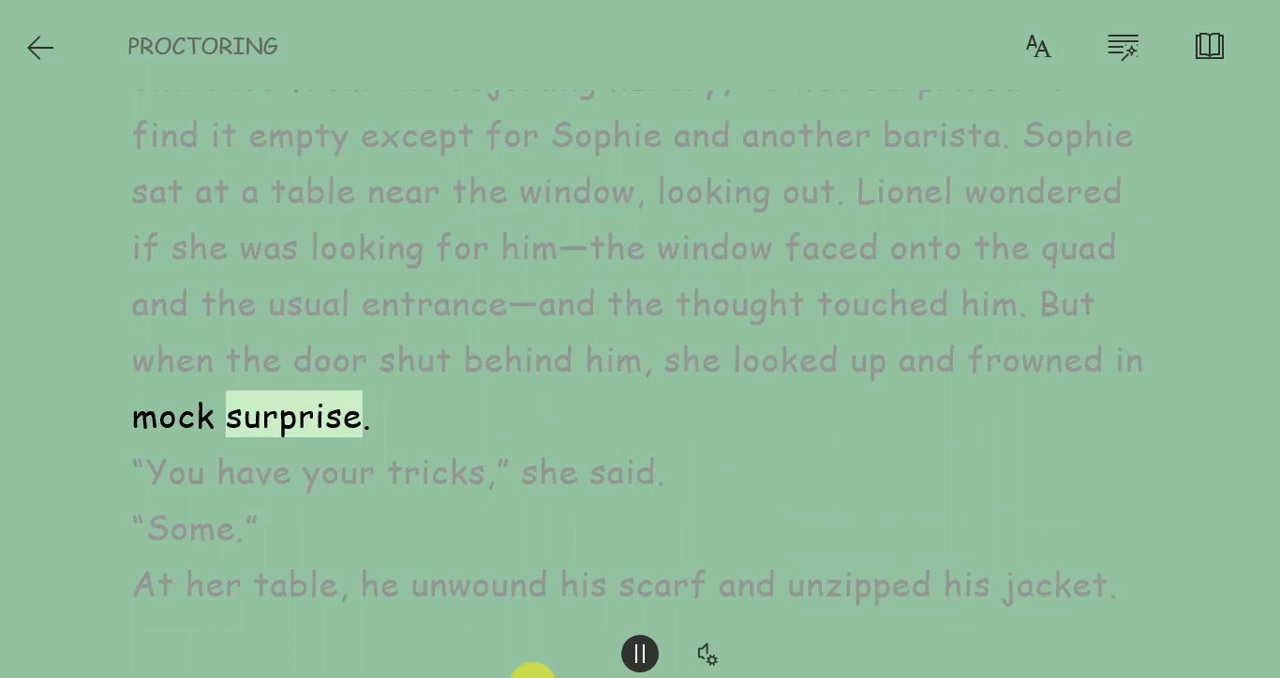 PROCTORING
find it empty except for Sophie and another barista. Sophie
sat at a table near the window, looking out. Lionel wondered
if she was looking for him—the window faced onto the quad
and the usual entrance—and the thought touched him. But
when the door shut behind him, she looked up and frowned in
mock surprise.
“You have your tricks,” she said.
“Some.”
At her table, he unwound his scarf and unzipped his jacket.